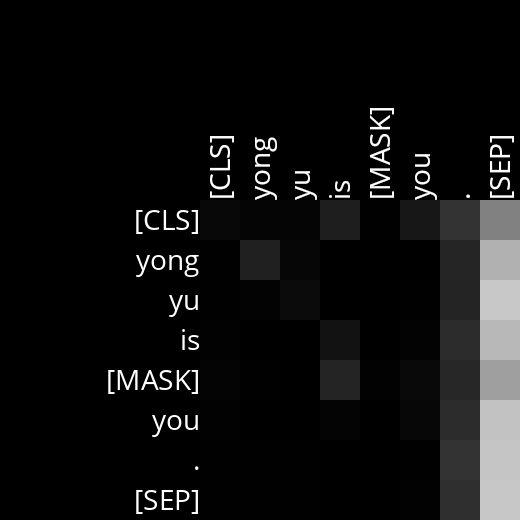 [CLS] yong yu is [MASK] you . [SEP]
[CLS]
yong
yu
is
[MASK]
you
.
[SEP]